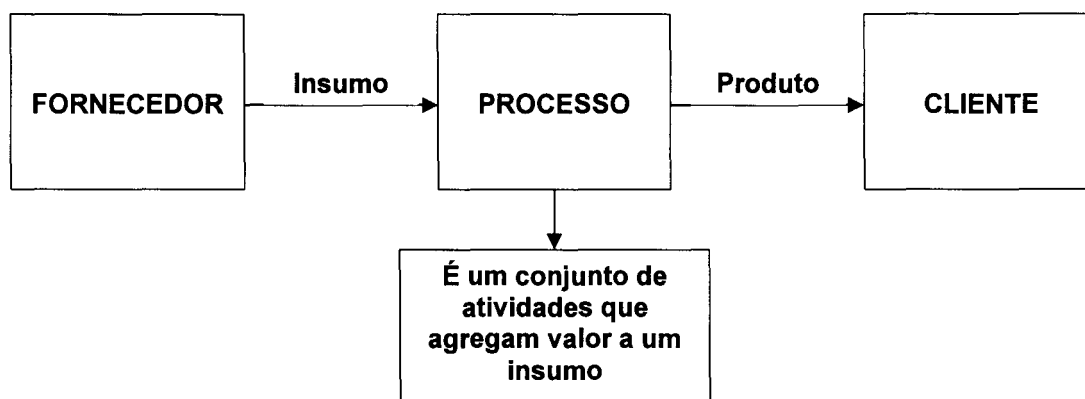 FORNECEDOR
Insumo
PROCESSO
Produto
CLIENTE
É um conjunto de
atividades que
agregam valor a um
insumo